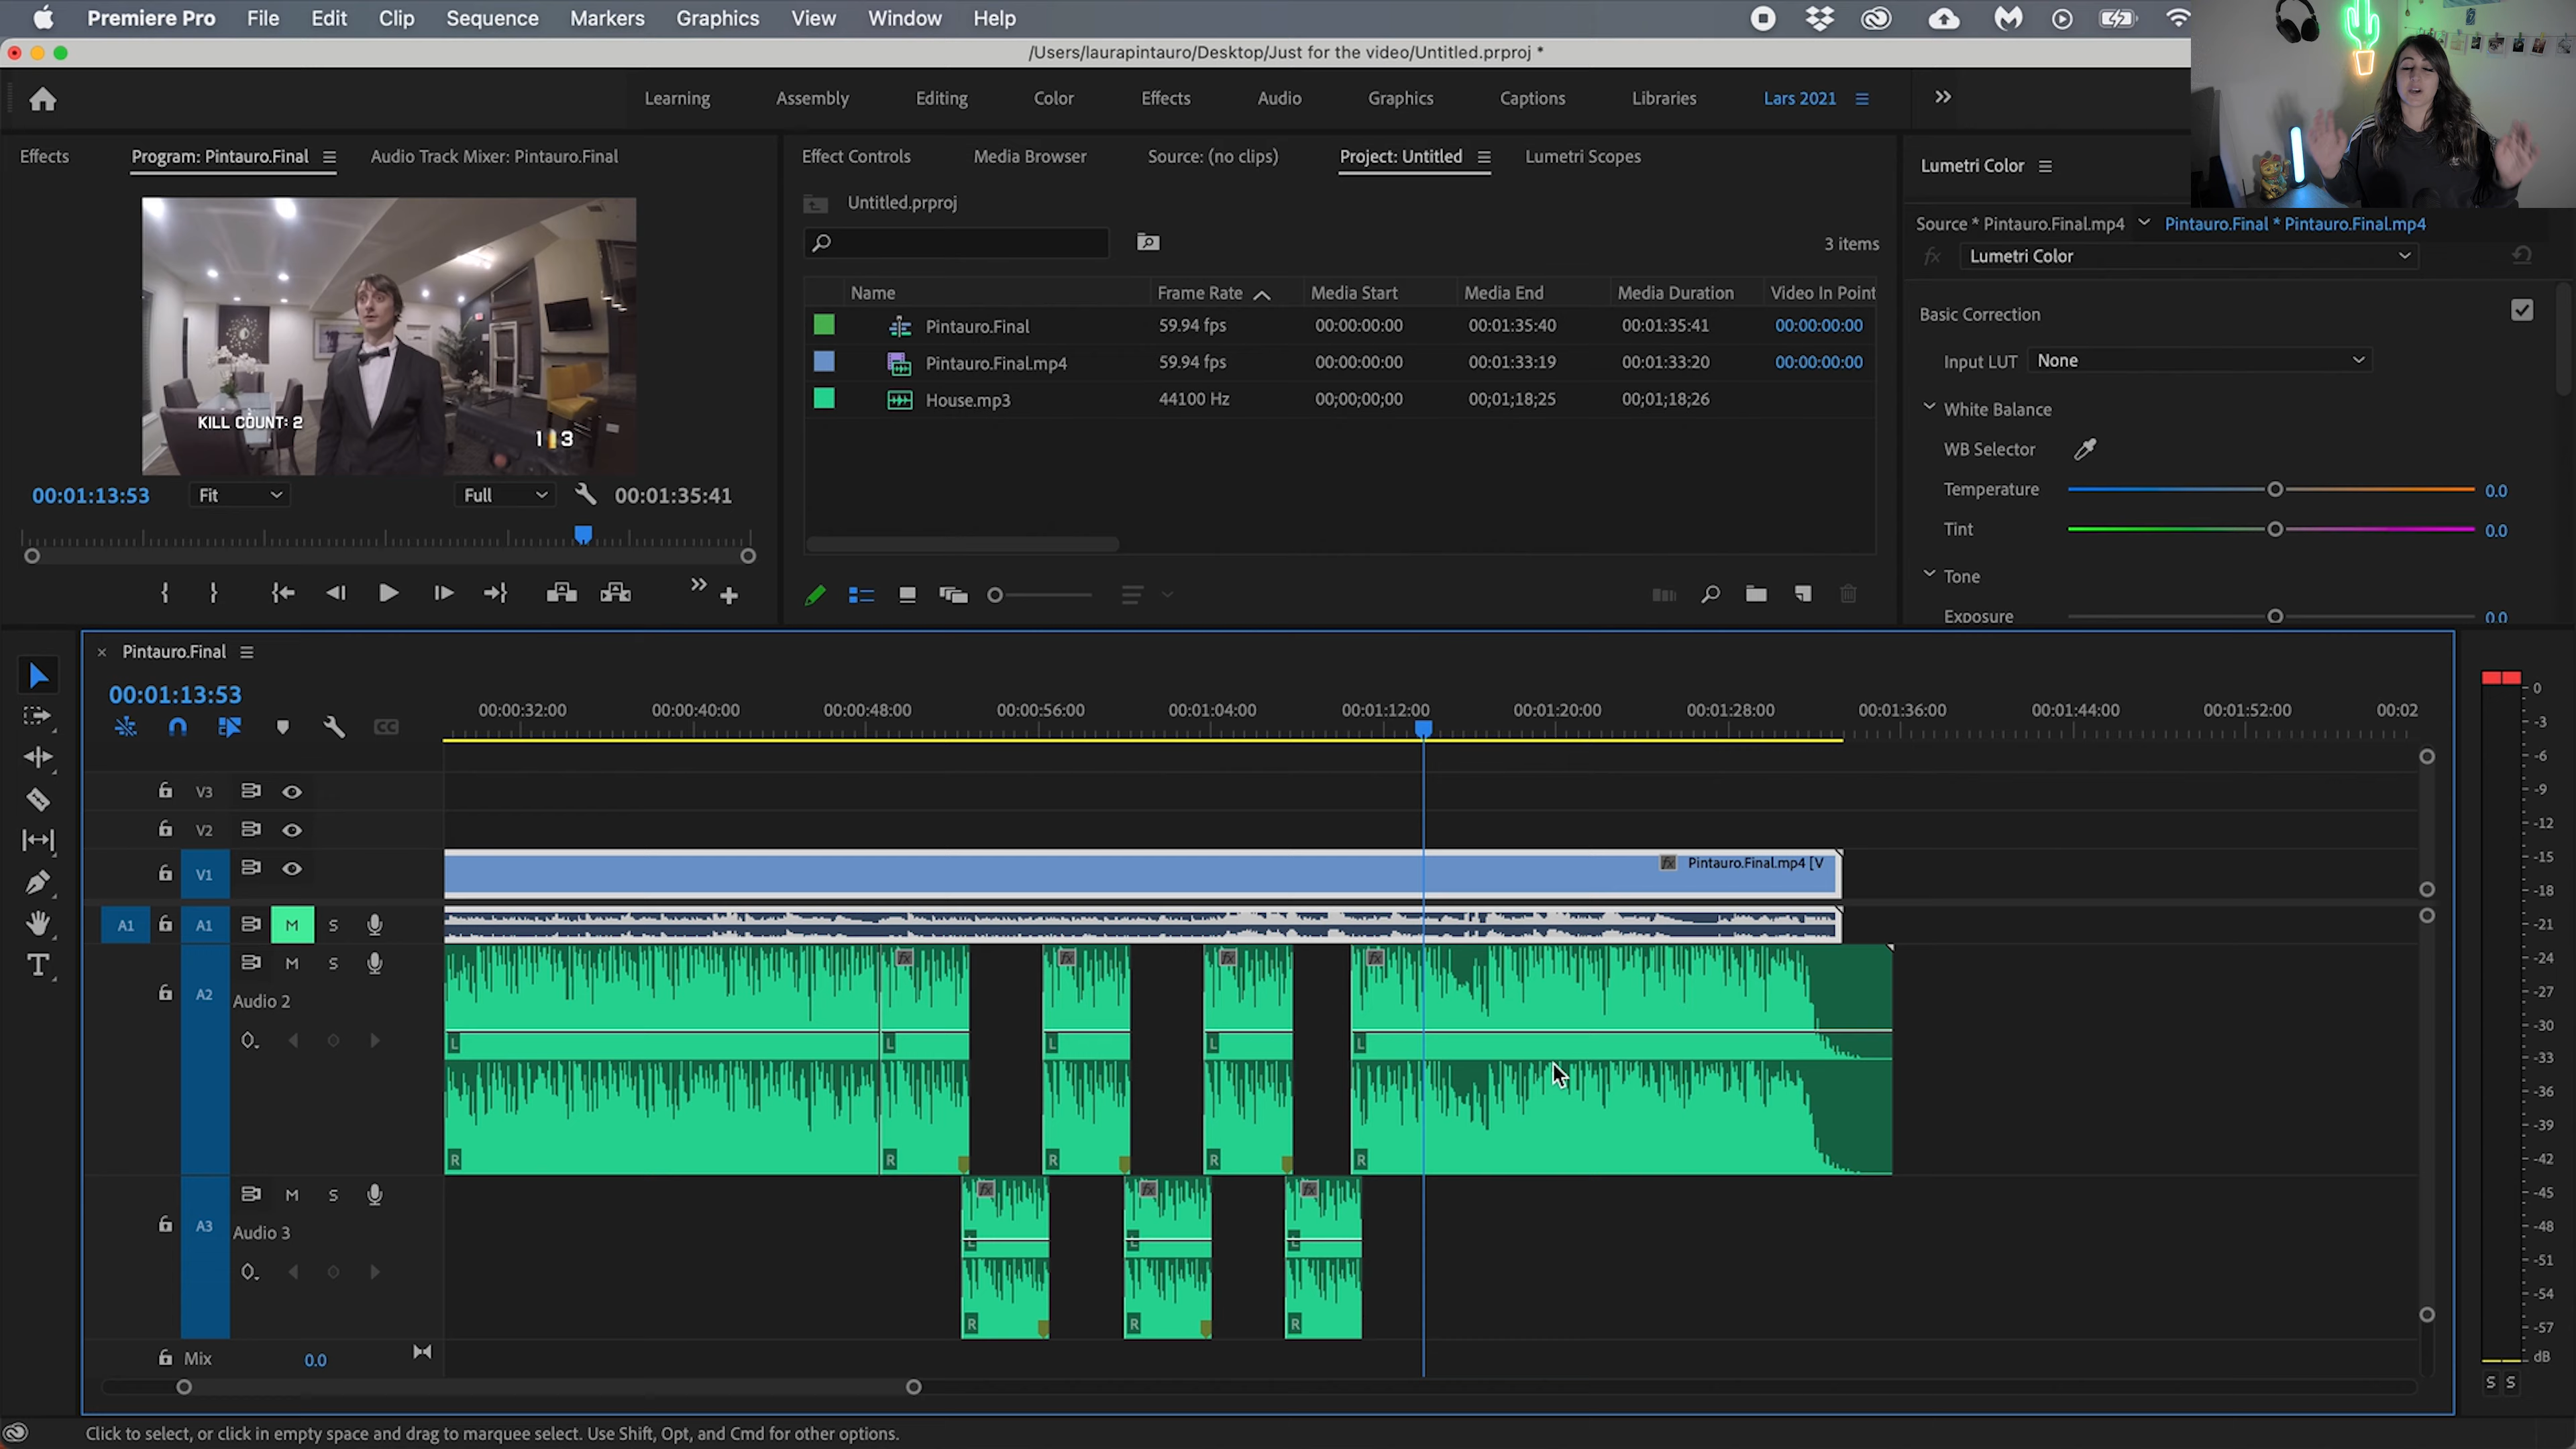 Premiere Pro File Edit Clip Sequence Markers Graphics View Window Help
/Users/laurapintauro/Desktop/Just for the video/Untitled.prproj *
Learning Assembly Editing Color Effects Audio Graphics Captions Libraries Lars 2021
Effects Program: Pintauro.Final Audio Track Mixer: Pintauro.Final
KILL COUNT: 2
1 3
00:01:13:53 Fit Full 00:01:35:41
Effect Controls Media Browser Source: (no clips) Project: Untitled Lumetri Scopes
Untitled.prproj
3 items
Name Frame Rate Media Start Media End Media Duration Video In Point
Pintauro.Final 59.94 fps 00:00:00:00 00:01:35:40 00:01:35:41 00:00:00:00
Pintauro.Final.mp4 59.94 fps 00:00:00:00 00:01:33:19 00:01:33:20 00:00:00:00
House.mp3 44100 Hz 00;00;00;00 00;01;18;25 00;01;18;26
Lumetri Color
Source * Pintauro.Final.mp4 Pintauro.Final * Pintauro.Final.mp4
fx Lumetri Color
Basic Correction
Input LUT None
White Balance
WB Selector
Temperature 0.0
Tint 0.0
Tone
Exposure 0.0
× Pintauro.Final
00:01:13:53
CC
00:00:32:00 00:00:40:00 00:00:48:00 00:00:56:00 00:01:04:00 00:01:12:00 00:01:20:00 00:01:28:00 00:01:36:00 00:01:44:00 00:01:52:00 00:02
V3
V2
V1
fx Pintauro.Final.mp4 [V
A1 A1 M S
A2 M S
Audio 2
fx fx fx fx
L L L L L
R R R R R
A3 M S
Audio 3
fx fx fx
L L L
R R R
Mix 0.0
0
-3
-6
-9
-12
-15
-18
-21
-24
-27
-30
-33
-36
-39
-42
-45
-48
-51
-54
-57
dB
S S
Click to select, or click in empty space and drag to marquee select. Use Shift, Opt, and Cmd for other options.